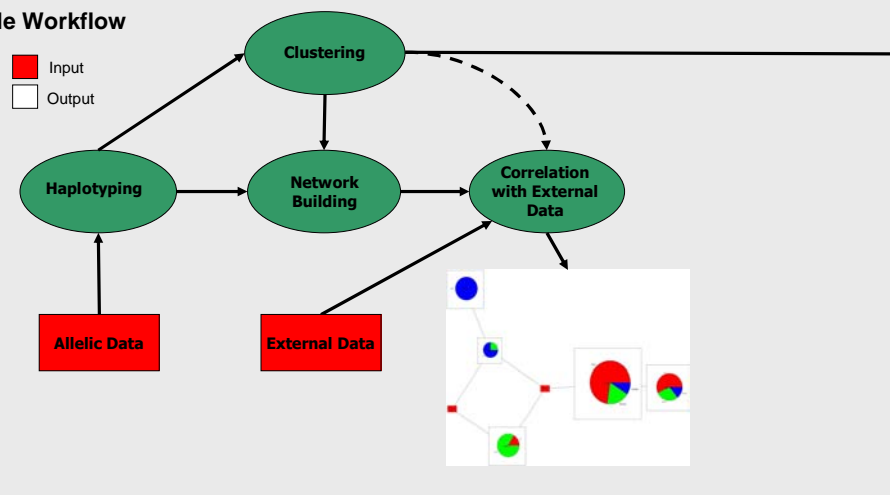 le Workflow
Input
Output
Clustering
Haplotyping
Network
Building
Correlation
with External
Data
Allelic Data
External Data